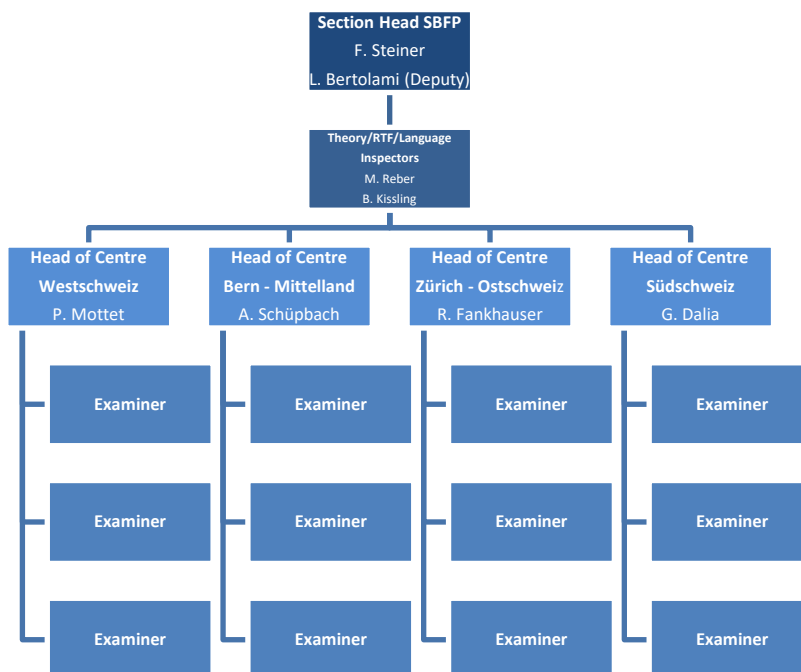 Section Head SBFP
F. Steiner
L. Bertolami (Deputy)
Theory/RTF/Language
Inspectors
M. Reber
B. Kissling
Head of Centre
Westschweiz
P. Mottet
Head of Centre
Bern - Mittelland
A. Schüpbach
Head of Centre
Zürich - Ostschweiz
R. Fankhauser
Head of Centre
Südschweiz
G. Dalia
Examiner
Examiner
Examiner
Examiner
Examiner
Examiner
Examiner
Examiner
Examiner
Examiner
Examiner
Examiner